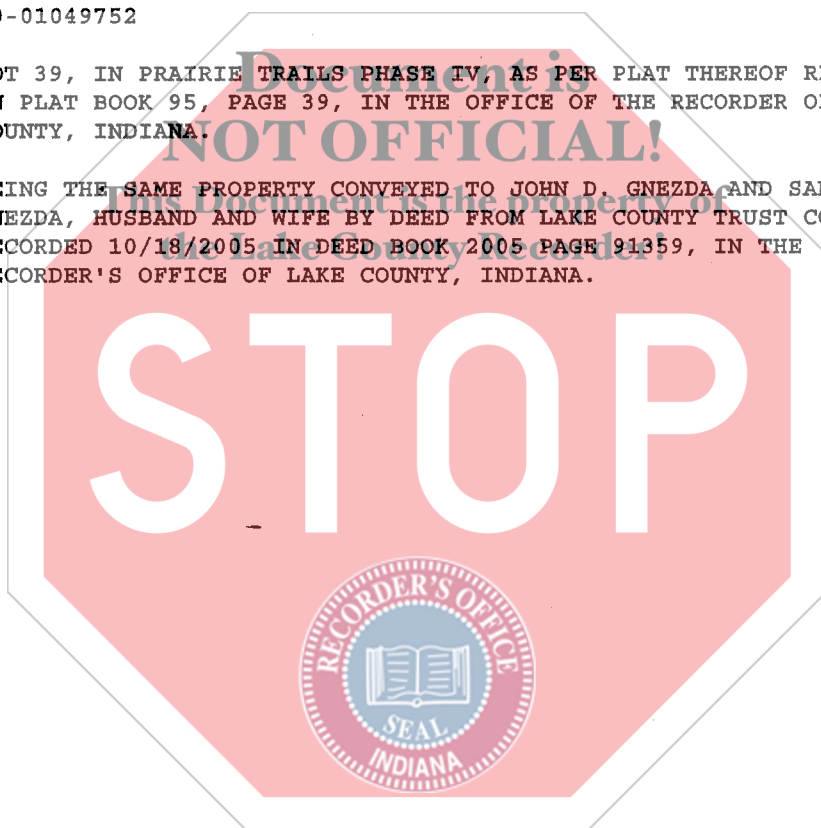 -01049752
OT 39, IN PRAIRIE TRAILS PHASE IV, AS PER PLAT THEREOF
Document is
PLAT BOOK 95, PAGE 39, IN THE OFFICE OF THE RECORDER
OUNTY, INDIANA.
NOT OFFICIAL!
EING THE SAME PROPERTY CONVEYED TO JOHN D. GNEZDA AND
This Document is the property of
NEZDA, HUSBAND AND WIFE BY DEED FROM LAKE COUNTY TRUST
ECORDED 10/18/2005 IN DEED BOOK 2005 PAGE 91359, IN THE
the Lake County Recorder!
ECORDER'S OFFICE OF LAKE COUNTY, INDIANA.
STOP
RECORDER'S OFFICE
SEAL
INDIANA